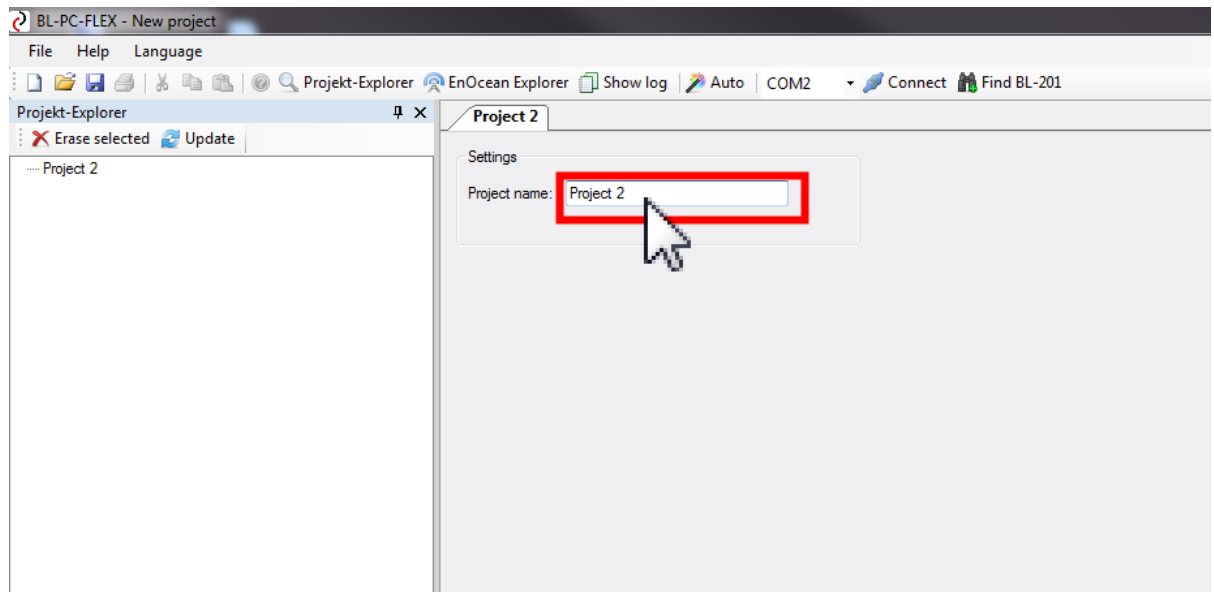 BL-PC-FLEX - New project
File Help Language
Projekt-Explorer EnOcean Explorer Show log Auto COM2 Connect Find BL-201
Projekt-Explorer
Project 2
Erase selected Update
Project 2
Settings
Project name: Project 2